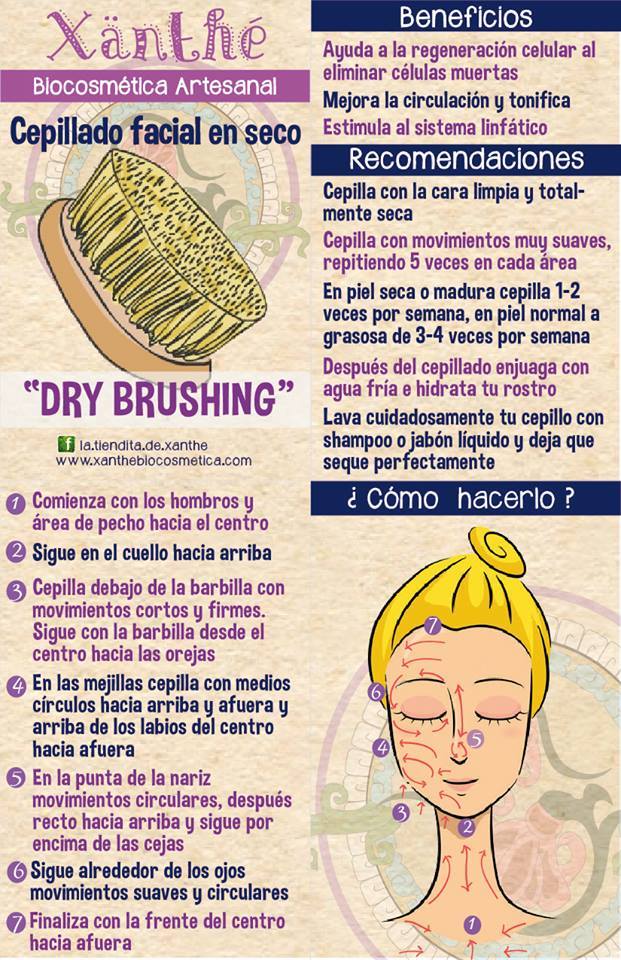 Xänthé
Biocosmética Artesanal
Cepillado facial en seco
"DRY BRUSHING"
f la.tiendita.de.xanthe
www.xanthebiocosmetica.com
Beneficios
Ayuda a la regeneración celular al
eliminar células muertas
Mejora la circulación y tonifica
Estimula al sistema linfático
Recomendaciones
Cepilla con la cara limpia y total-
mente seca
Cepilla con movimientos muy suaves,
repitiendo 5 veces en cada área
En piel seca o madura cepilla 1-2
veces por semana, en piel normal a
grasosa de 3-4 veces por semana
Después del cepillado enjuaga con
agua fría e hidrata tu rostro
Lava cuidadosamente tu cepillo con
shampoo o jabón líquido y deja que
seque perfectamente
¿ Cómo hacerlo ?
1 Comienza con los hombros y
área de pecho hacia el centro
2 Sigue en el cuello hacia arriba
3 Cepilla debajo de la barbilla con
movimientos cortos y firmes.
Sigue con la barbilla desde el
centro hacia las orejas
4 En las mejillas cepilla con medios
círculos hacia arriba y afuera y
arriba de los labios del centro
hacia afuera
5 En la punta de la nariz
movimientos circulares, después
recto hacia arriba y sigue por
encima de las cejas
6 Sigue alrededor de los ojos
movimientos suaves y circulares
7 Finaliza con la frente del centro
hacia afuera
7
6
5
4
3
2
1